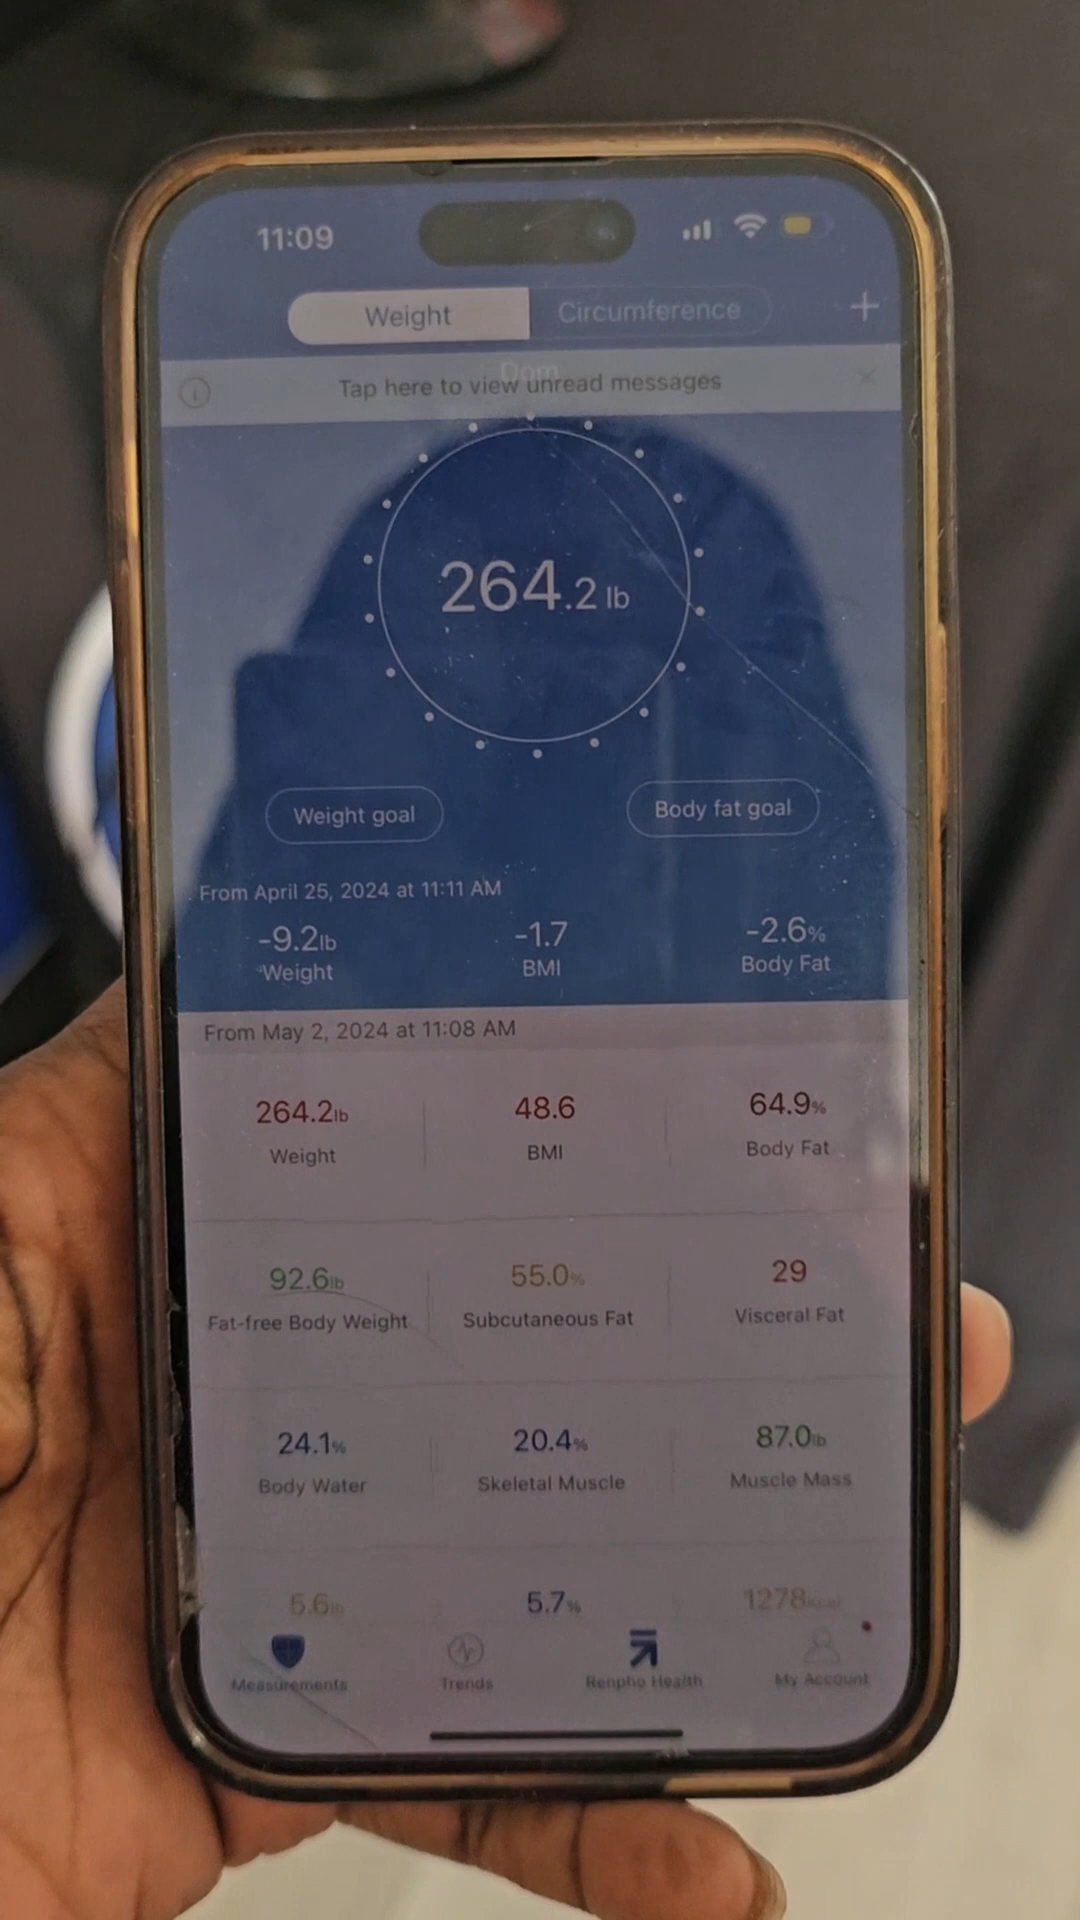 11:09
Weight Circumference +
Dom
Tap here to view unread messages
264.2 lb
Weight goal Body fat goal
From April 25, 2024 at 11:11 AM
-9.2lb -1.7 -2.6%
Weight BMI Body Fat
From May 2, 2024 at 11:08 AM
264.2lb 48.6 64.9%
Weight BMI Body Fat
92.6lb 55.0% 29
Fat-free Body Weight Subcutaneous Fat Visceral Fat
24.1% 20.4% 87.0lb
Body Water Skeletal Muscle Muscle Mass
5.6lb 5.7% 1278kcal
Measurements Trends Renpho Health My Account